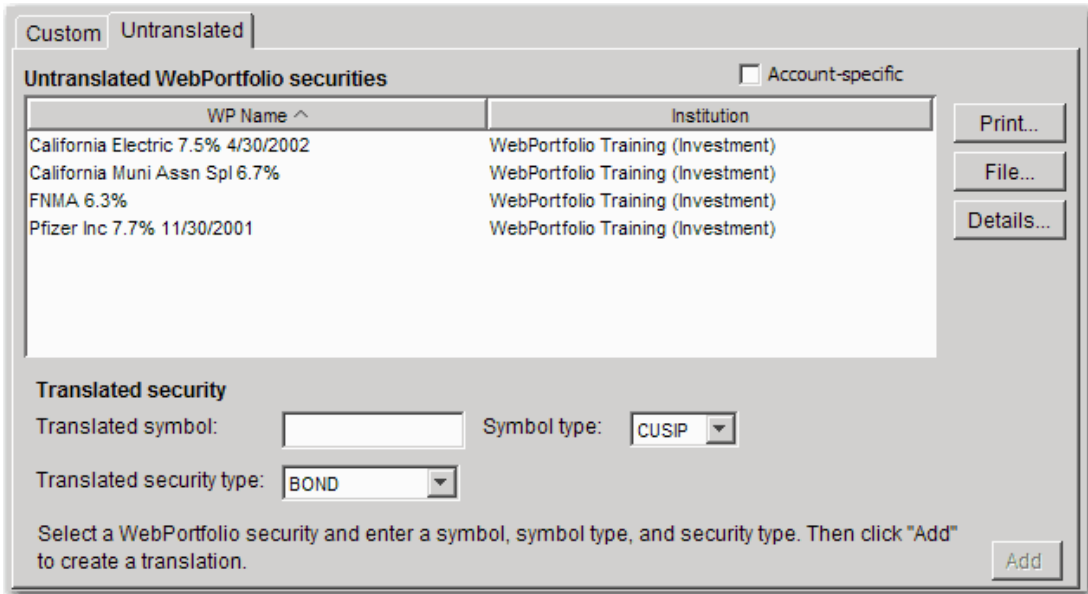 Custom Untranslated
Untranslated WebPortfolio securities Account-specific
WP Name Institution
California Electric 7.5% 4/30/2002 WebPortfolio Training (Investment)
California Muni Assn Spl 6.7% WebPortfolio Training (Investment)
FNMA 6.3% WebPortfolio Training (Investment)
Pfizer Inc 7.7% 11/30/2001 WebPortfolio Training (Investment)
Print...
File...
Details...
Translated security
Translated symbol: Symbol type: CUSIP
Translated security type: BOND
Select a WebPortfolio security and enter a symbol, symbol type, and security type. Then click "Add"
to create a translation.
Add